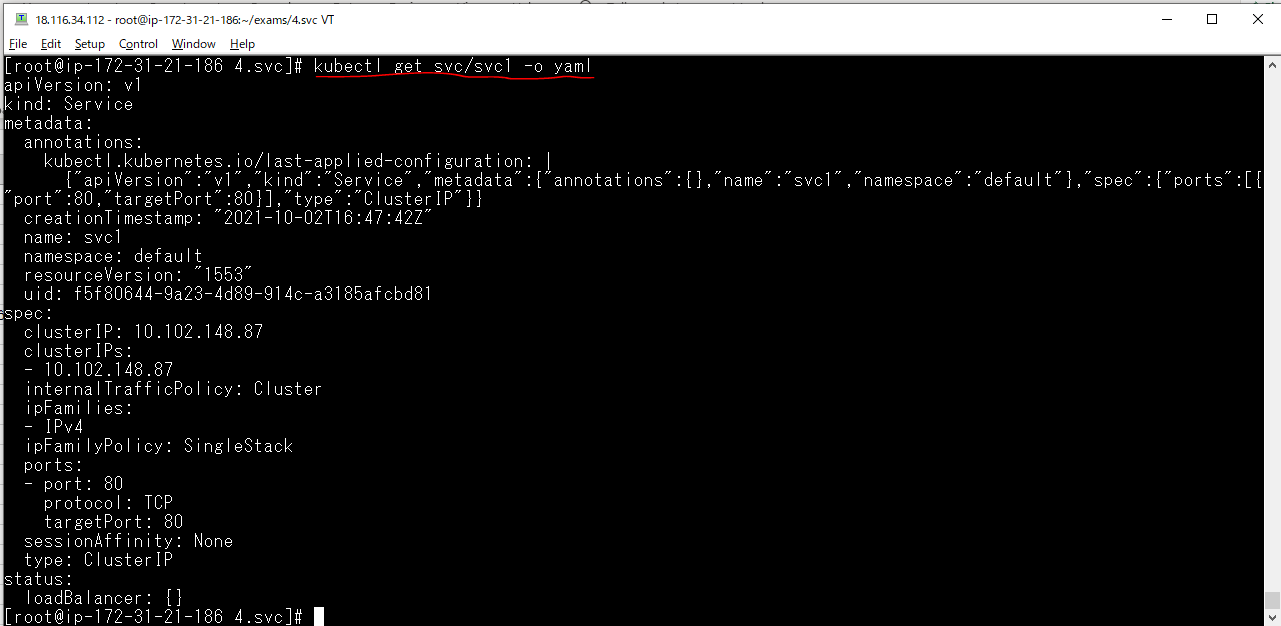 18.116.34.112 - root@ip-172-31-21-186:~/exams/4.svc VT
File Edit Setup Control Window Help
[root@ip-172-31-21-186 4.svc]# kubectl get svc/svc1 -o yaml
apiVersion: v1
kind: Service
metadata:
  annotations:
    kubectl.kubernetes.io/last-applied-configuration: |
      {"apiVersion":"v1","kind":"Service","metadata":{"annotations":{},"name":"svc1","namespace":"default"},"spec":{"ports":[{
"port":80,"targetPort":80}],"type":"ClusterIP"}}
  creationTimestamp: "2021-10-02T16:47:42Z"
  name: svc1
  namespace: default
  resourceVersion: "1553"
  uid: f5f80644-9a23-4d89-914c-a3185afcbd81
spec:
  clusterIP: 10.102.148.87
  clusterIPs:
  - 10.102.148.87
  internalTrafficPolicy: Cluster
  ipFamilies:
  - IPv4
  ipFamilyPolicy: SingleStack
  ports:
  - port: 80
    protocol: TCP
    targetPort: 80
  sessionAffinity: None
  type: ClusterIP
status:
  loadBalancer: {}
[root@ip-172-31-21-186 4.svc]#